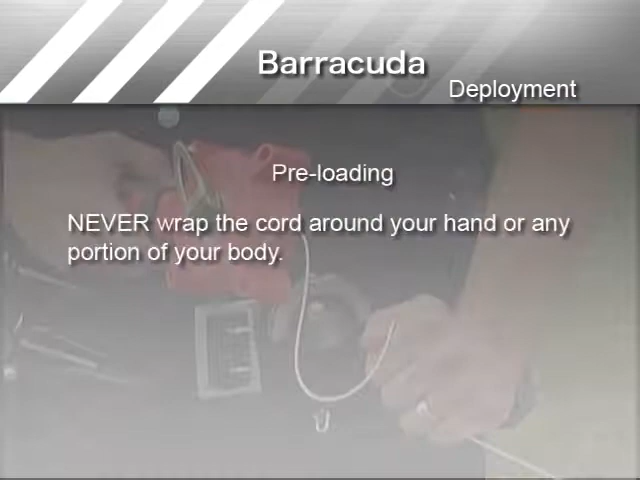 Barracuda
Deployment
Pre-loading
NEVER wrap the cord around your hand or any
portion of your body.